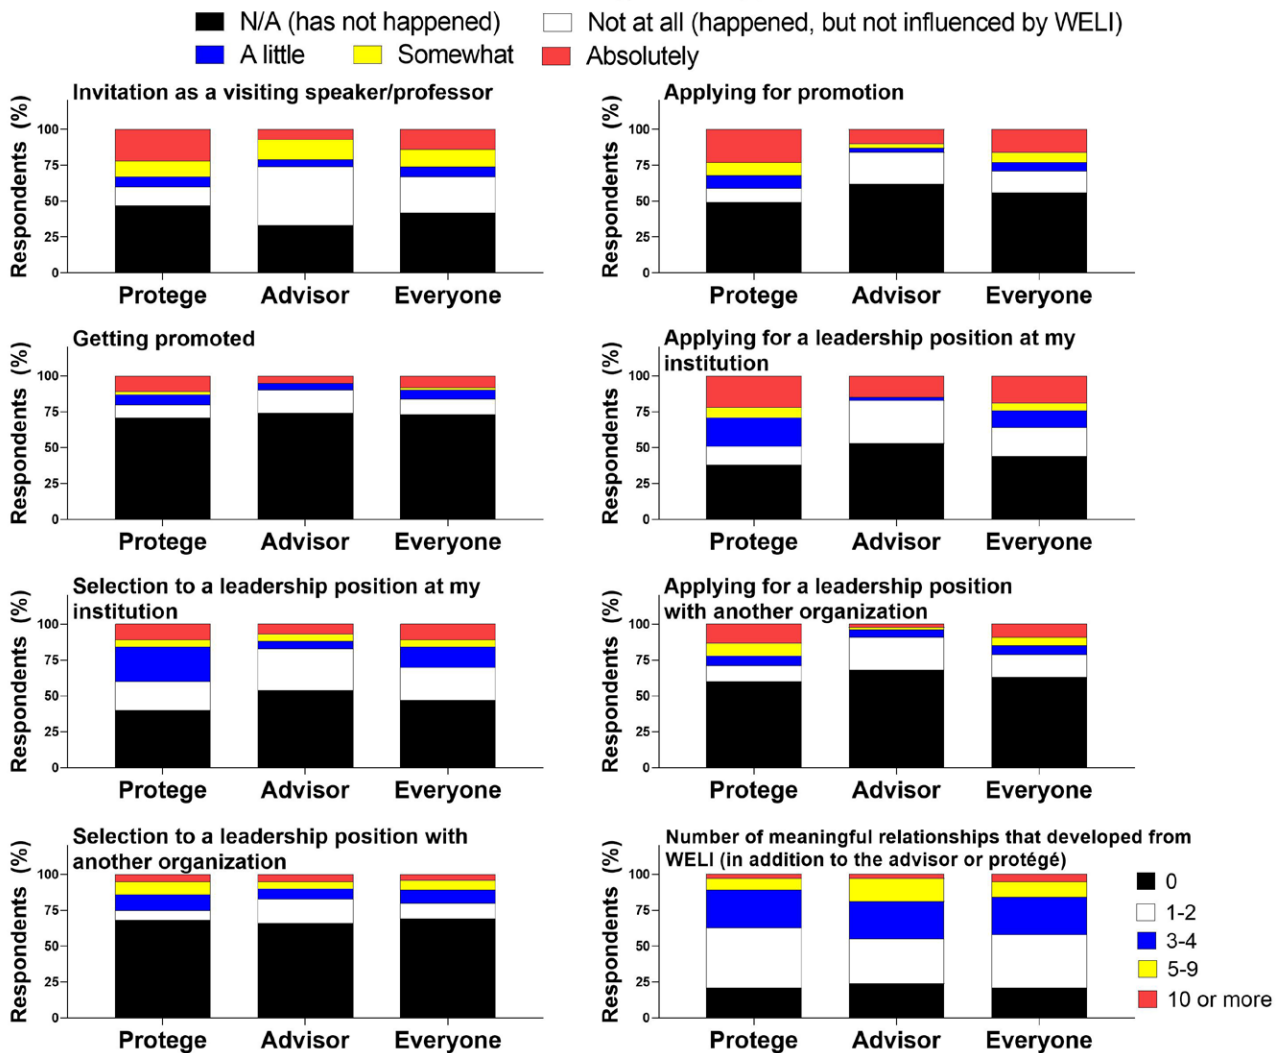 N/A (has not happened) Not at all (happened, but not influenced by WELI)
A little Somewhat Absolutely
Invitation as a visiting speaker/professor
Respondents (%)
100
75
50
25
0
Protege Advisor Everyone
Applying for promotion
Respondents (%)
100
75
50
25
0
Protege Advisor Everyone
Getting promoted
Respondents (%)
100
75
50
25
0
Protege Advisor Everyone
Applying for a leadership position at my
institution
Respondents (%)
100
75
50
25
0
Protege Advisor Everyone
Selection to a leadership position at my
institution
Respondents (%)
100
75
50
25
0
Protege Advisor Everyone
Applying for a leadership position
with another organization
Respondents (%)
100
75
50
25
0
Protege Advisor Everyone
Selection to a leadership position with
another organization
Respondents (%)
100
75
50
25
0
Protege Advisor Everyone
Number of meaningful relationships that developed from
WELI (in addition to the advisor or protégé)
Respondents (%)
100
75
50
25
0
Protege Advisor Everyone
0
1-2
3-4
5-9
10 or more